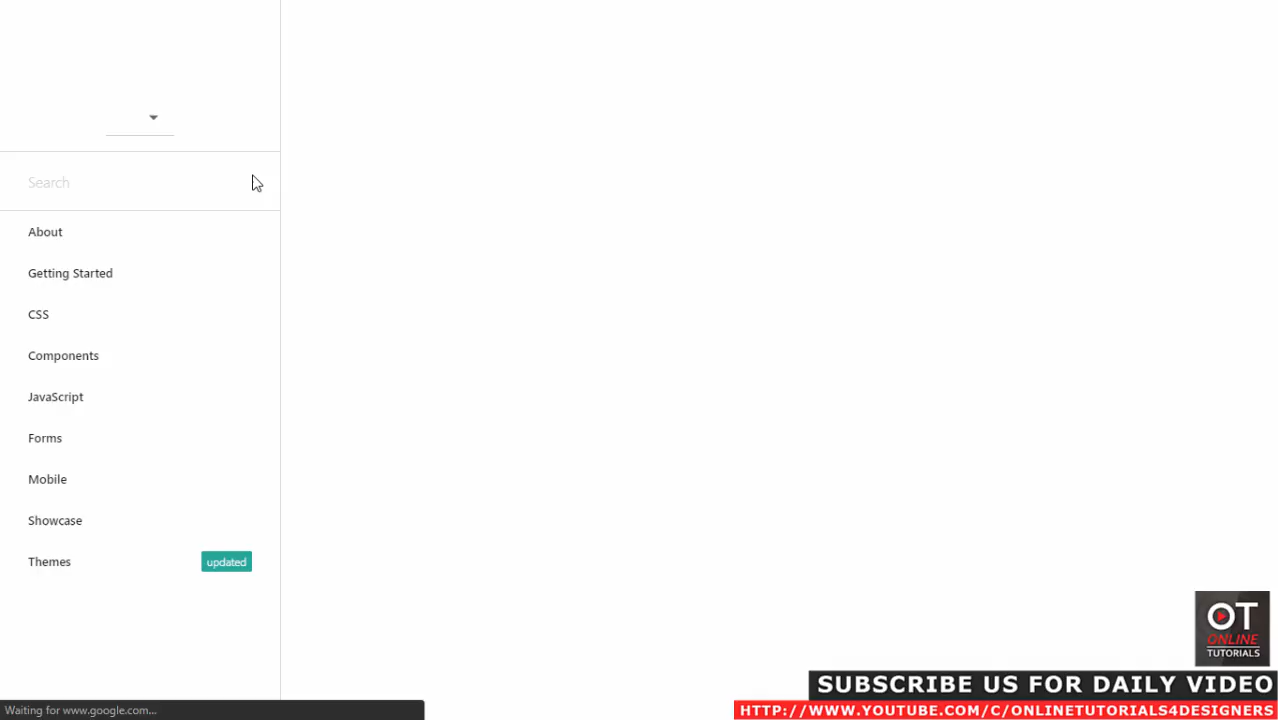 Search
About
Getting Started
CSS
Components
JavaScript
Forms
Mobile
Showcase
Themes
updated
OT
ONLINE
TUTORIALS
SUBSCRIBE US FOR DAILY VIDEO
HTTP://WWW.YOUTUBE.COM/C/ONLINETUTORIALS4DESIGNERS
Waiting for www.google.com...